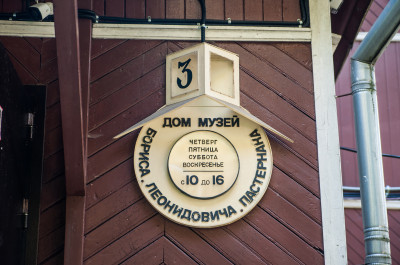 3
ДОМ МУЗЕЙ
БОРИСА ЛЕОНИДОВИЧА ПАСТЕРНАКА
ЧЕТВЕРГ
ПЯТНИЦА
СУББОТА
ВОСКРЕСЕНЬЕ
С 10 ДО 16